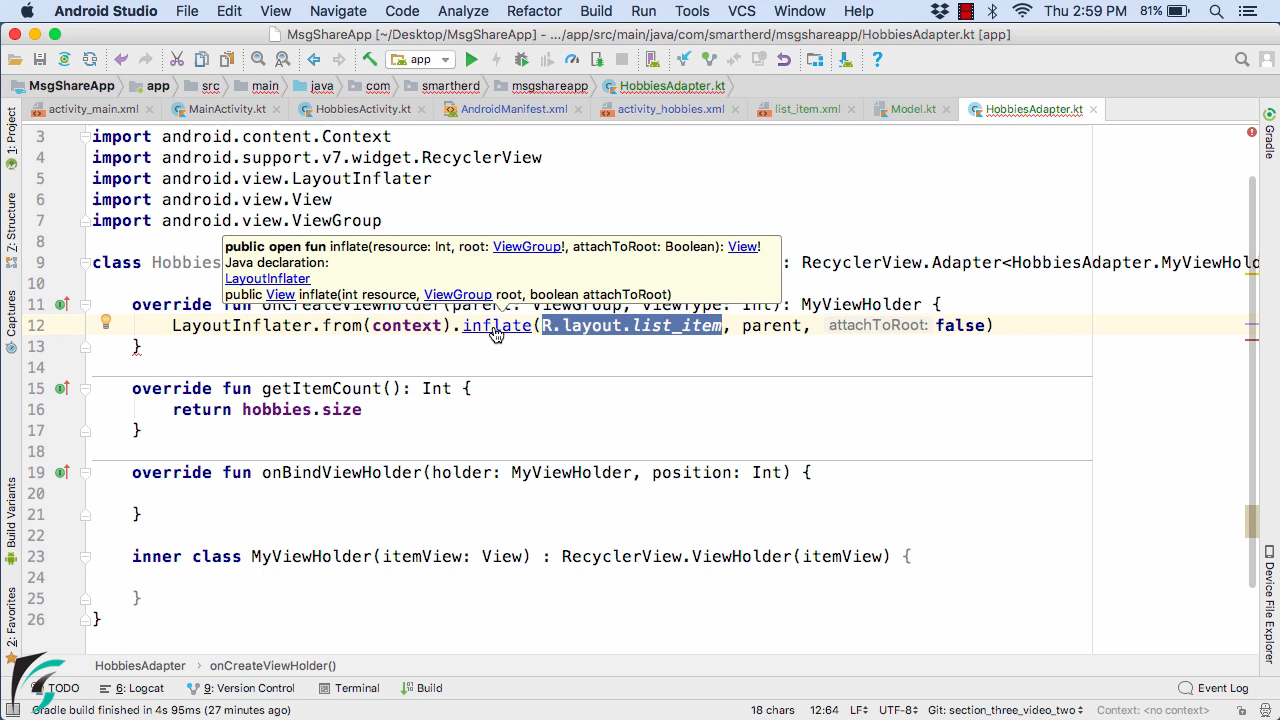 Android Studio File Edit View Navigate Code Analyze Refactor Build Run Tools VCS Window Help Thu 2:59 PM 81%
MsgShareApp [~/Desktop/MsgShareApp] - .../app/src/main/java/com/smartherd/msgshareapp/HobbiesAdapter.kt [app]
app
MsgShareApp app src main java com smartherd msgshareapp HobbiesAdapter.kt
activity_main.xml MainActivity.kt HobbiesActivity.kt AndroidManifest.xml activity_hobbies.xml list_item.xml Model.kt HobbiesAdapter.kt
1: Project
Z: Structure
Captures
Build Variants
2: Favorites
3 import android.content.Context
4 import android.support.v7.widget.RecyclerView
5 import android.view.LayoutInflater
6 import android.view.View
7 import android.view.ViewGroup
8
public open fun inflate(resource: Int, root: ViewGroup!, attachToRoot: Boolean): View!
Java declaration:
LayoutInflater
public View inflate(int resource, ViewGroup root, boolean attachToRoot)
9 class Hobbies : RecyclerView.Adapter<HobbiesAdapter.MyViewHold
10
11 override fun onCreateViewHolder(parent: ViewGroup, viewType: Int): MyViewHolder {
12 LayoutInflater.from(context).inflate(R.layout.list_item, parent, attachToRoot: false)
13 }
14
15 override fun getItemCount(): Int {
16 return hobbies.size
17 }
18
19 override fun onBindViewHolder(holder: MyViewHolder, position: Int) {
20
21 }
22
23 inner class MyViewHolder(itemView: View) : RecyclerView.ViewHolder(itemView) {
24
25 }
26 }
Gradle
Device File Explorer
HobbiesAdapter › onCreateViewHolder()
TODO 6: Logcat 9: Version Control Terminal Build Event Log
Gradle build finished in 4s 95ms (27 minutes ago) 18 chars 12:64 LF UTF-8 Git: section_three_video_two Context: <no context>